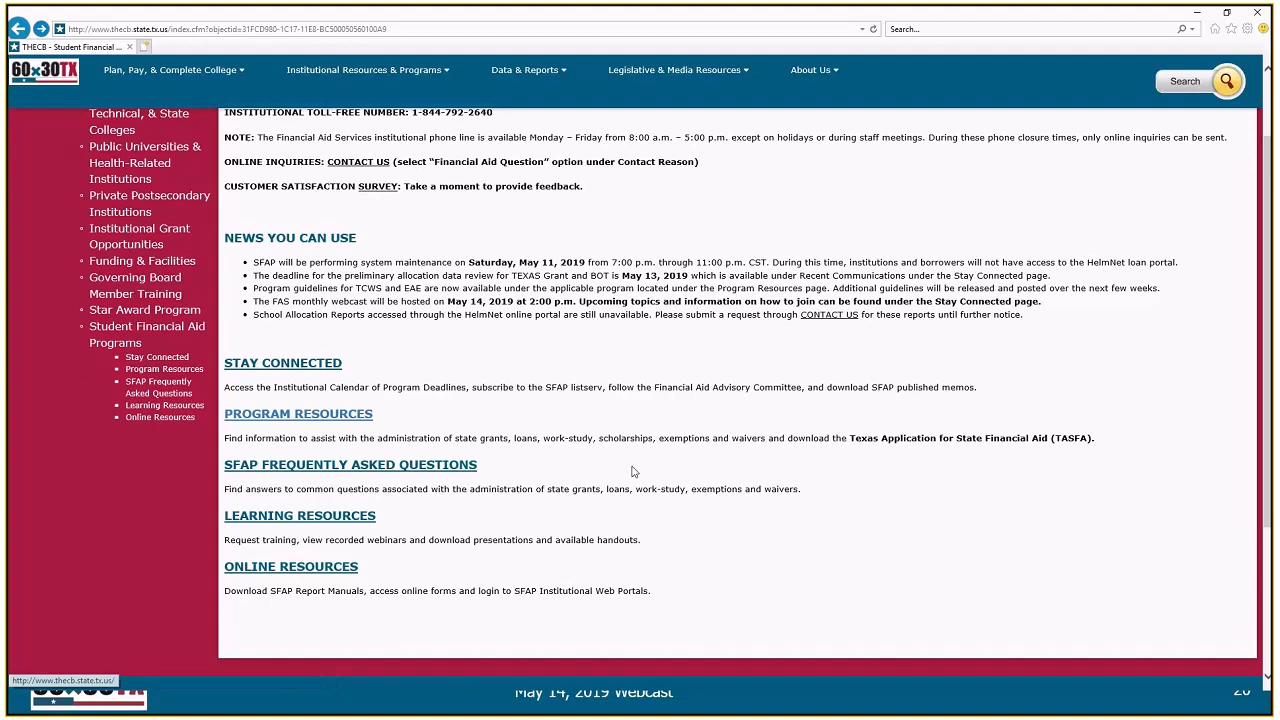 http://www.thecb.state.tx.us/index.cfm?objectid=31FCD980-1C17-11E8-BC500050560100A9
Search...
THECB - Student Financial ...
60x30TX
Plan, Pay, & Complete College
Institutional Resources & Programs
Data & Reports
Legislative & Media Resources
About Us
Search
Technical, & State
Colleges
Public Universities &
Health-Related
Institutions
Private Postsecondary
Institutions
Institutional Grant
Opportunities
Funding & Facilities
Governing Board
Member Training
Star Award Program
Student Financial Aid
Programs
Stay Connected
Program Resources
SFAP Frequently
Asked Questions
Learning Resources
Online Resources
INSTITUTIONAL TOLL-FREE NUMBER: 1-844-792-2640
NOTE: The Financial Aid Services institutional phone line is available Monday – Friday from 8:00 a.m. – 5:00 p.m. except on holidays or during staff meetings. During these phone closure times, only online inquiries can be sent.
ONLINE INQUIRIES: CONTACT US (select “Financial Aid Question” option under Contact Reason)
CUSTOMER SATISFACTION SURVEY: Take a moment to provide feedback.
NEWS YOU CAN USE
SFAP will be performing system maintenance on Saturday, May 11, 2019 from 7:00 p.m. through 11:00 p.m. CST. During this time, institutions and borrowers will not have access to the HelmNet loan portal.
The deadline for the preliminary allocation data review for TEXAS Grant and BOT is May 13, 2019 which is available under Recent Communications under the Stay Connected page.
Program guidelines for TCWS and EAE are now available under the applicable program located under the Program Resources page. Additional guidelines will be released and posted over the next few weeks.
The FAS monthly webcast will be hosted on May 14, 2019 at 2:00 p.m. Upcoming topics and information on how to join can be found under the Stay Connected page.
School Allocation Reports accessed through the HelmNet online portal are still unavailable. Please submit a request through CONTACT US for these reports until further notice.
STAY CONNECTED
Access the Institutional Calendar of Program Deadlines, subscribe to the SFAP listserv, follow the Financial Aid Advisory Committee, and download SFAP published memos.
PROGRAM RESOURCES
Find information to assist with the administration of state grants, loans, work-study, scholarships, exemptions and waivers and download the Texas Application for State Financial Aid (TASFA).
SFAP FREQUENTLY ASKED QUESTIONS
Find answers to common questions associated with the administration of state grants, loans, work-study, exemptions and waivers.
LEARNING RESOURCES
Request training, view recorded webinars and download presentations and available handouts.
ONLINE RESOURCES
Download SFAP Report Manuals, access online forms and login to SFAP Institutional Web Portals.
http://www.thecb.state.tx.us/
60x30TX
May 14, 2019 Webcast